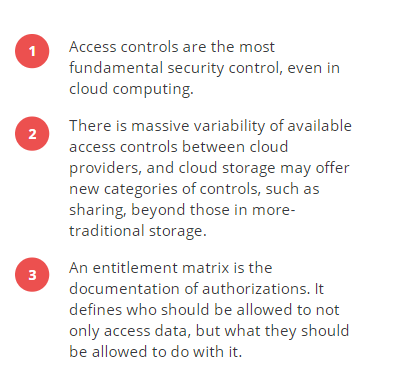 1 Access controls are the most
fundamental security control, even in
cloud computing.
2 There is massive variability of available
access controls between cloud
providers, and cloud storage may offer
new categories of controls, such as
sharing, beyond those in more-
traditional storage.
3 An entitlement matrix is the
documentation of authorizations. It
defines who should be allowed to not
only access data, but what they should
be allowed to do with it.